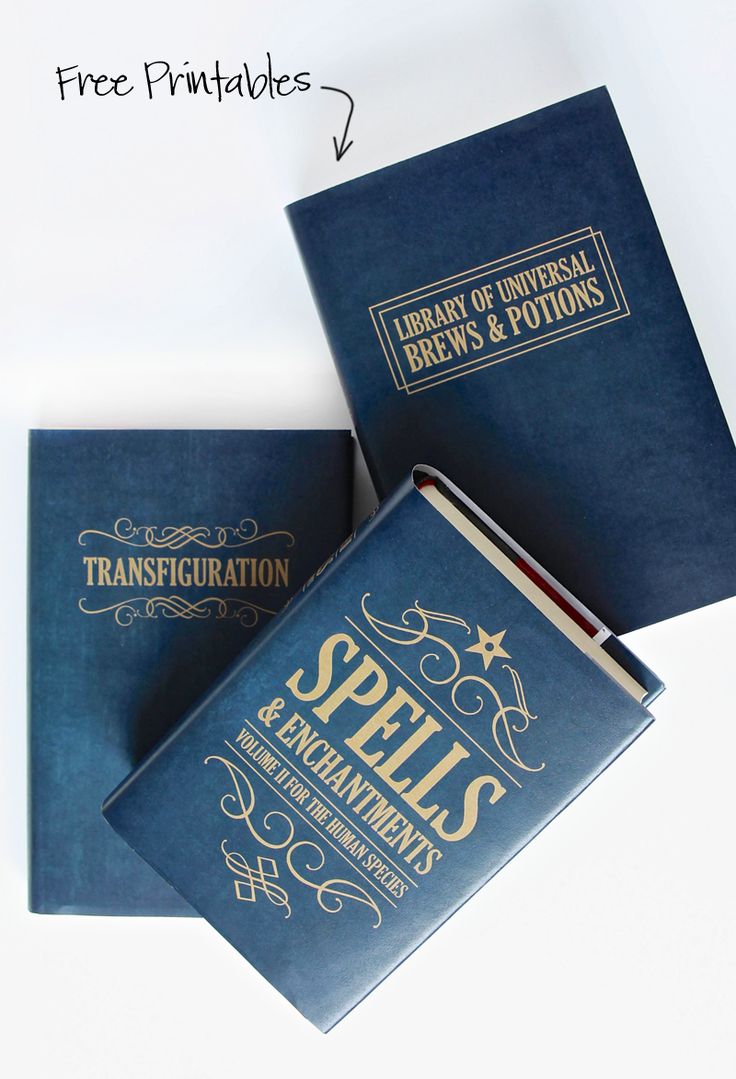 Free Printables
LIBRARY OF UNIVERSAL
BREWS & POTIONS
TRANSFIGURATION
SPELLS
& ENCHANTMENTS
VOLUME II FOR THE HUMAN SPECIES